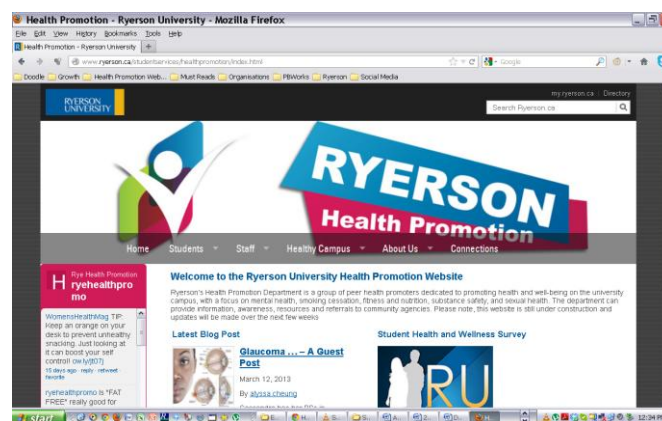 Health Promotion - Ryerson University - Mozilla Firefox
File Edit View History Bookmarks Tools Help
Health Promotion - Ryerson University
www.ryerson.ca/studentservices/healthpromotion/index.html
Google
Doodle Growth Health Promotion Web... Must Reads Organisations PBWorks Ryerson Social Media
my.ryerson.ca Directory
RYERSON
UNIVERSITY
Search Ryerson.ca
RYERSON
Health Promotion
Home Students Staff Healthy Campus About Us Connections
Rye Health Promotion
H ryehealthpro
mo
WomensHealthMag TIP:
Keep an orange on your
desk to prevent unhealthy
snacking. Just looking at
it can boost your self
control!
15 days ago · reply · retweet ·
favorite
ryehealthpromo is "FAT
FREE" really good for
Welcome to the Ryerson University Health Promotion Website
Ryerson's Health Promotion Department is a group of peer health promoters dedicated to promoting health and well-being on the university
campus, with a focus on mental health, smoking cessation, fitness and nutrition, substance safety, and sexual health. The department can
provide information, awareness, resources and referrals to community agencies. Please note, this website is still under construction and
updates will be made over the next few weeks
Latest Blog Post
Glaucoma ... – A Guest
Post
March 12, 2013
By alyssa.cheung
Student Health and Wellness Survey
RU
start
12:34 PM